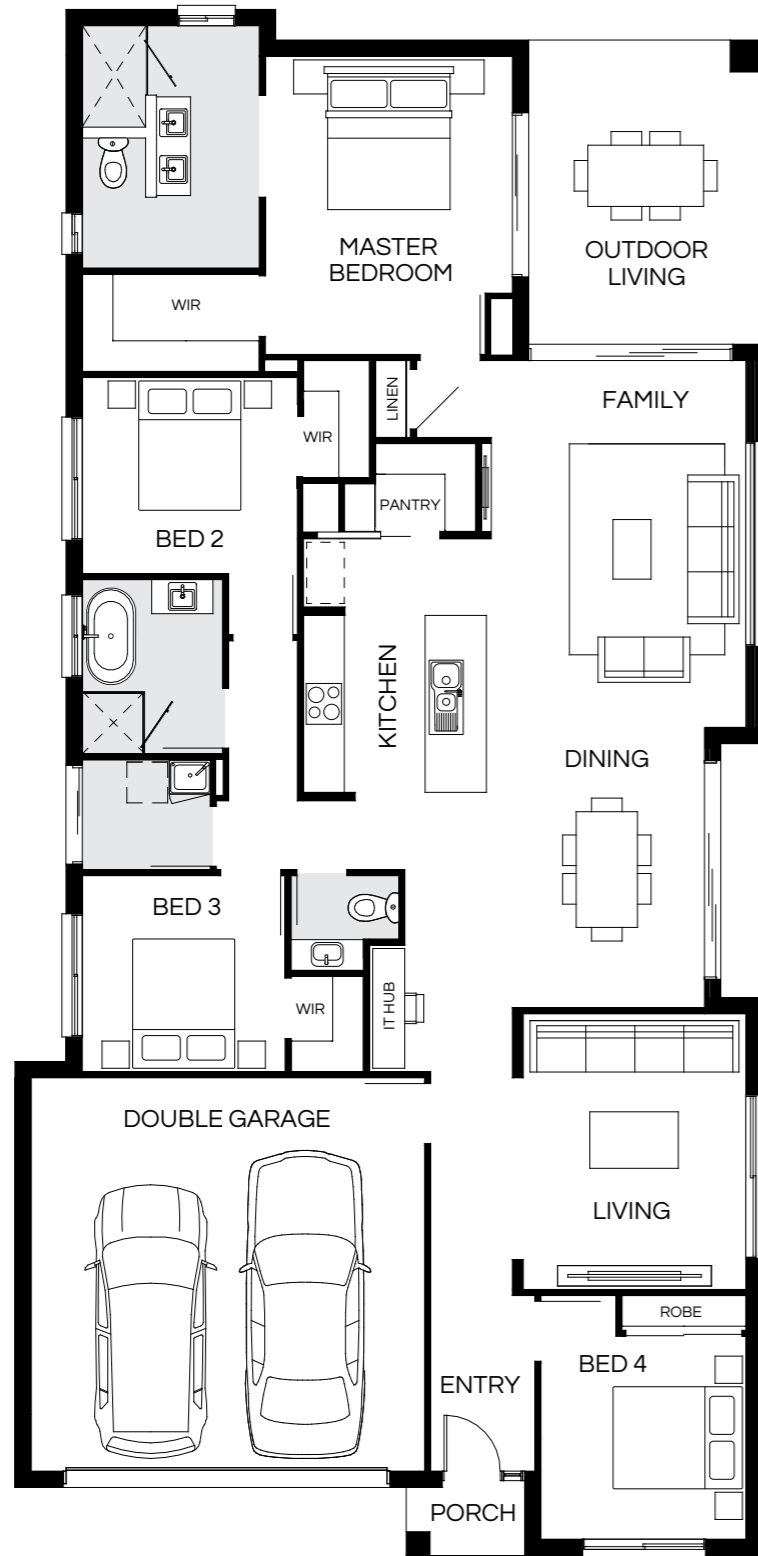 MASTER
BEDROOM
OUTDOOR
LIVING
WIR
LINEN
FAMILY
WIR
PANTRY
BED 2
KITCHEN
DINING
BED 3
WIR
IT HUB
DOUBLE GARAGE
LIVING
ROBE
BED 4
ENTRY
PORCH